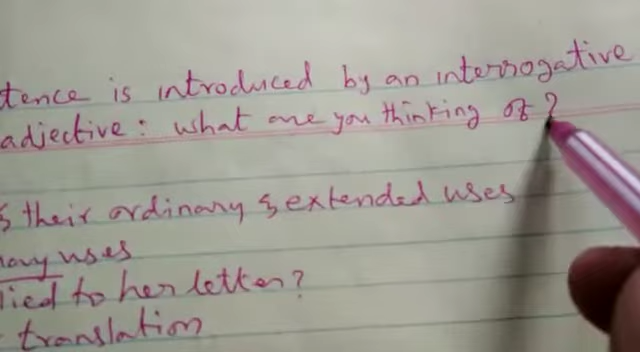 tence is introduced by an interrogative
adjective: what are you thinking of?
their ordinary & extended uses
uses
lied to her letter?
translation